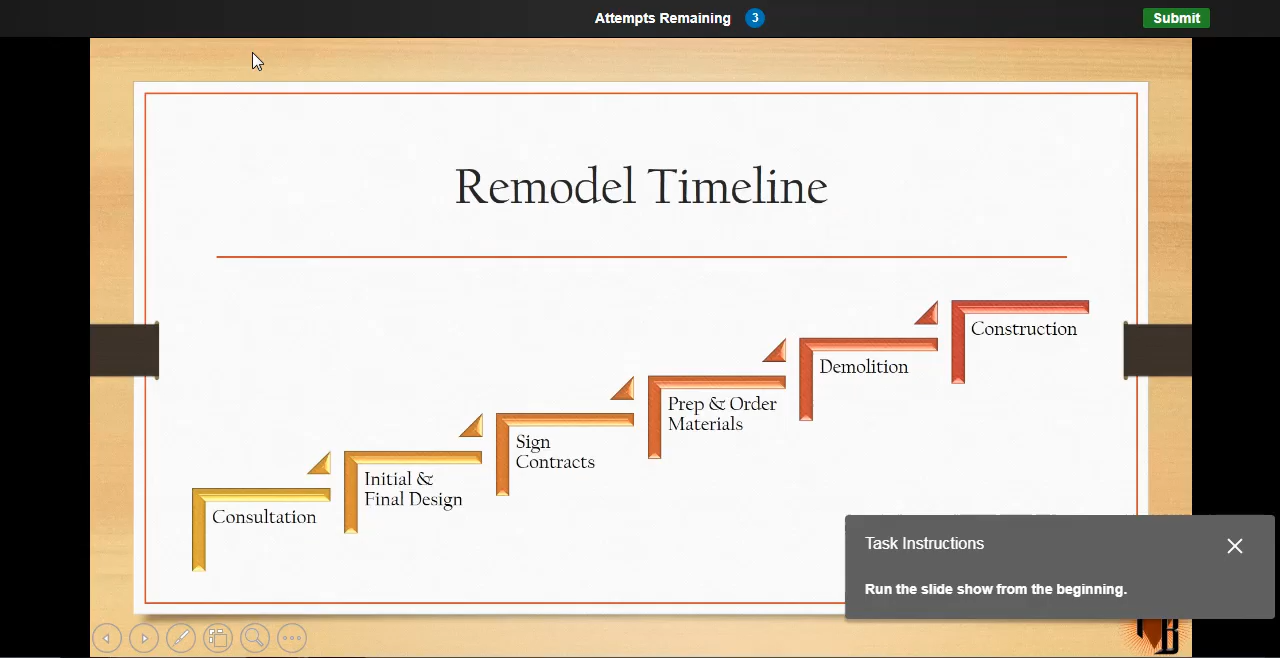 Attempts Remaining 3
Submit
Remodel Timeline
Construction
Demolition
Prep & Order
Materials
Sign
Contracts
Initial &
Final Design
Consultation
Task Instructions
Run the slide show from the beginning.